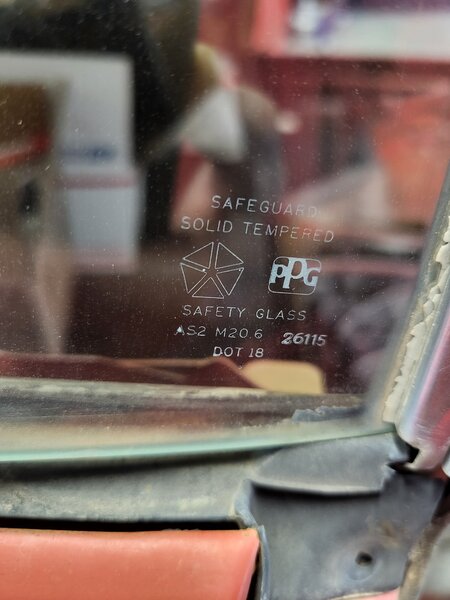 SAFEGUARD
SOLID TEMPERED
PPG
SAFETY GLASS
AS2 M20.6 26115
DOT 18